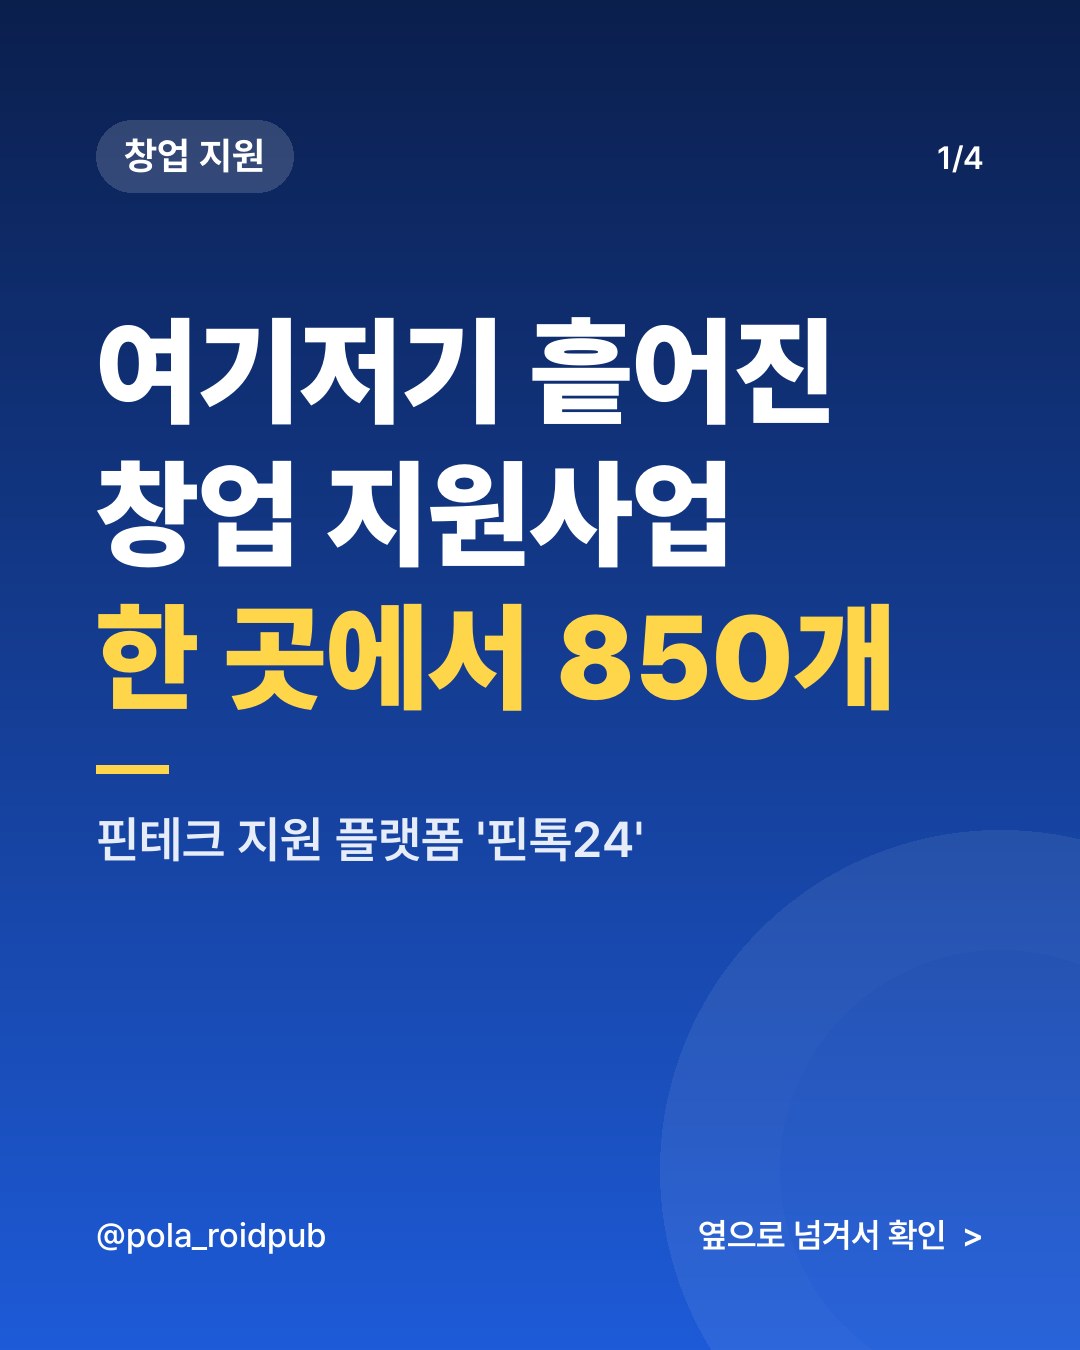 창업 지원
1/4
여기저기 흩어진
창업 지원사업
한 곳에서 850개
핀테크 지원 플랫폼 '핀톡24'
@pola_roidpub
옆으로 넘겨서 확인 >